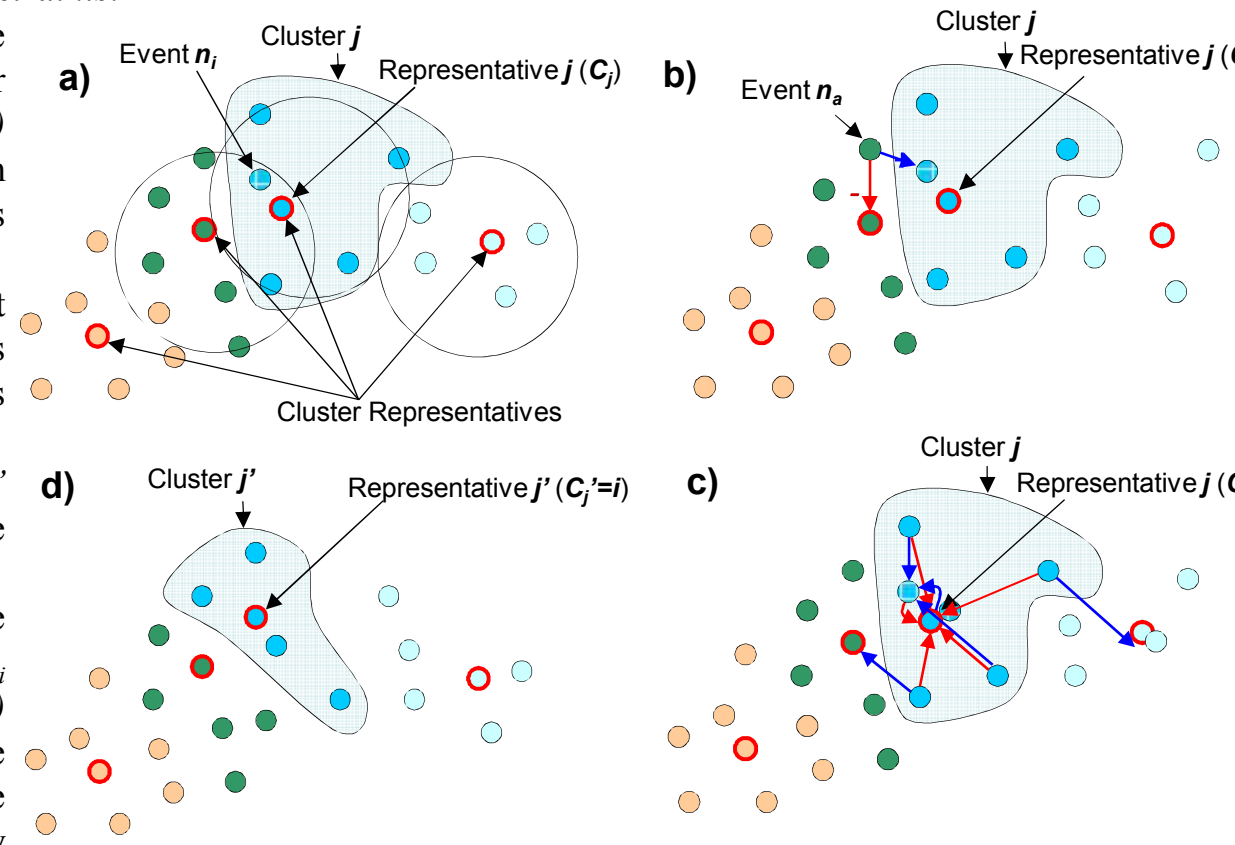 a)
Event n_i
Cluster j
Representative j (C_j)
Cluster Representatives
b)
Cluster j
Representative j (C
Event n_a
-
d)
Cluster j’
Representative j’ (C_j’=i)
c)
Cluster j
Representative j (C
e
r
)
n
s
t
s
s
,
e
e
i
)
e
e